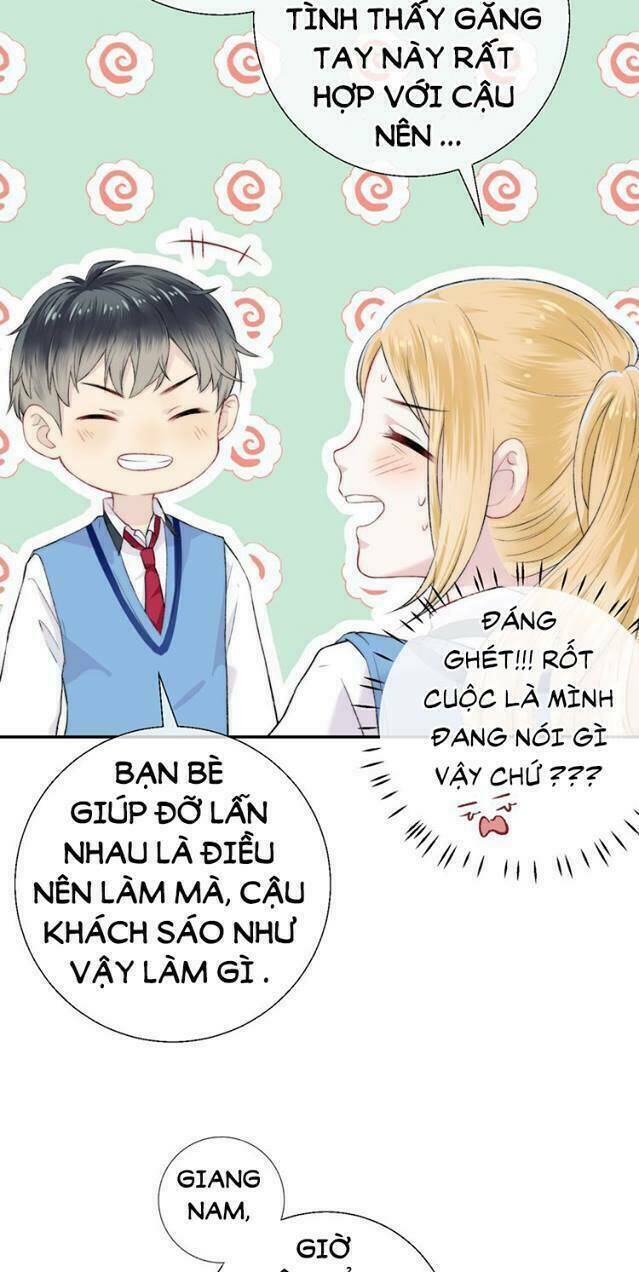 TÌNH THẤY GĂNG
TAY NÀY RẤT
HỢP VỚI CẬU
NÊN ...
ĐÁNG
GHÉT!!! RỐT
CUỘC LÀ MÌNH
ĐANG NÓI GÌ
VẬY CHỨ ???
BẠN BÈ
GIÚP ĐỠ LẪN
NHAU LÀ ĐIỀU
NÊN LÀM MÀ, CẬU
KHÁCH SÁO NHƯ
VẬY LÀM GÌ .
GIANG
NAM,
GIỜ